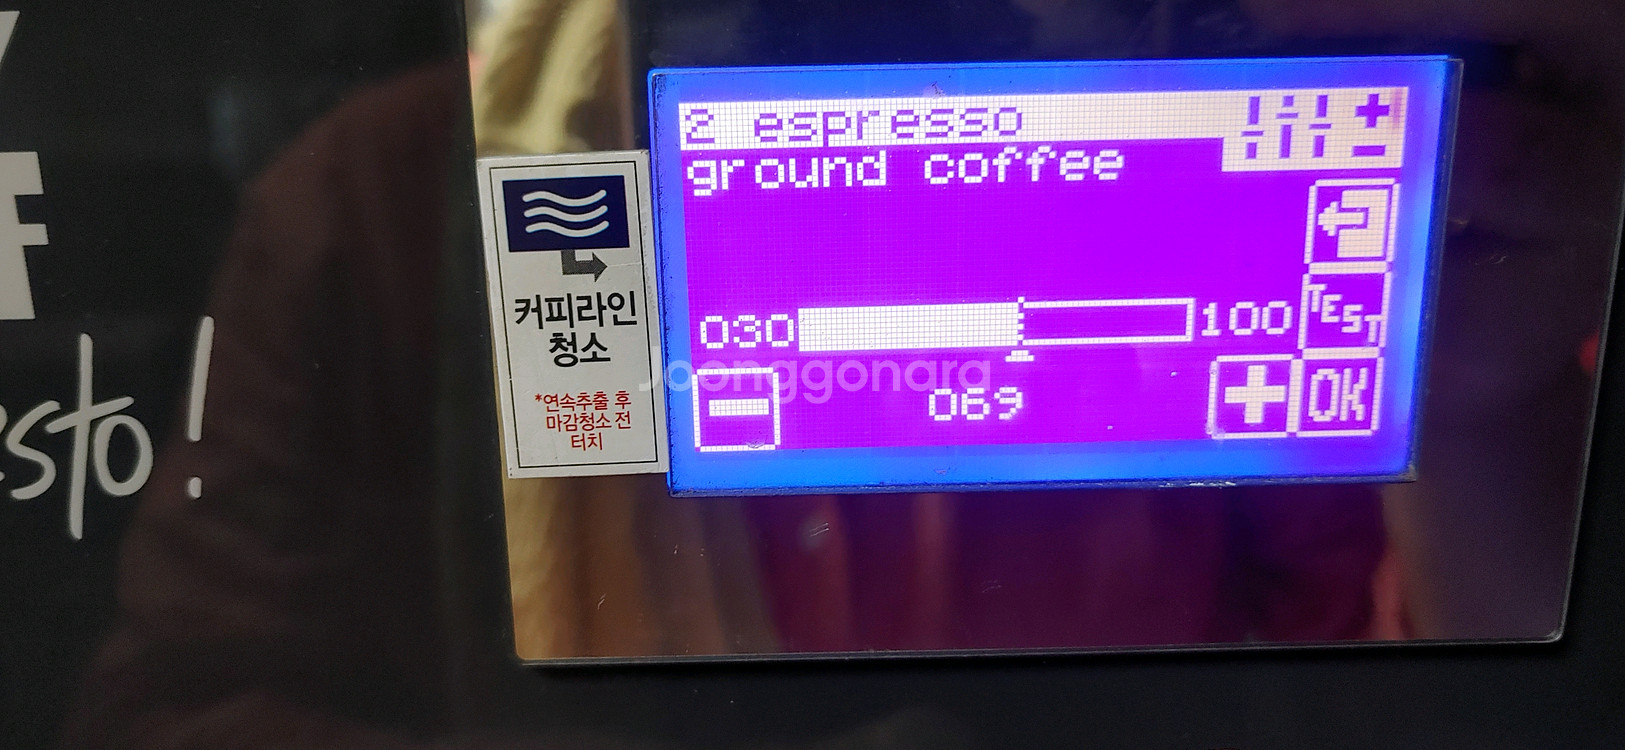 2 espresso
ground coffee
030
100
TEST
069
OK
커피라인
청소
*연속추출 후
마감청소 전
터치
Joonggonara
esto!